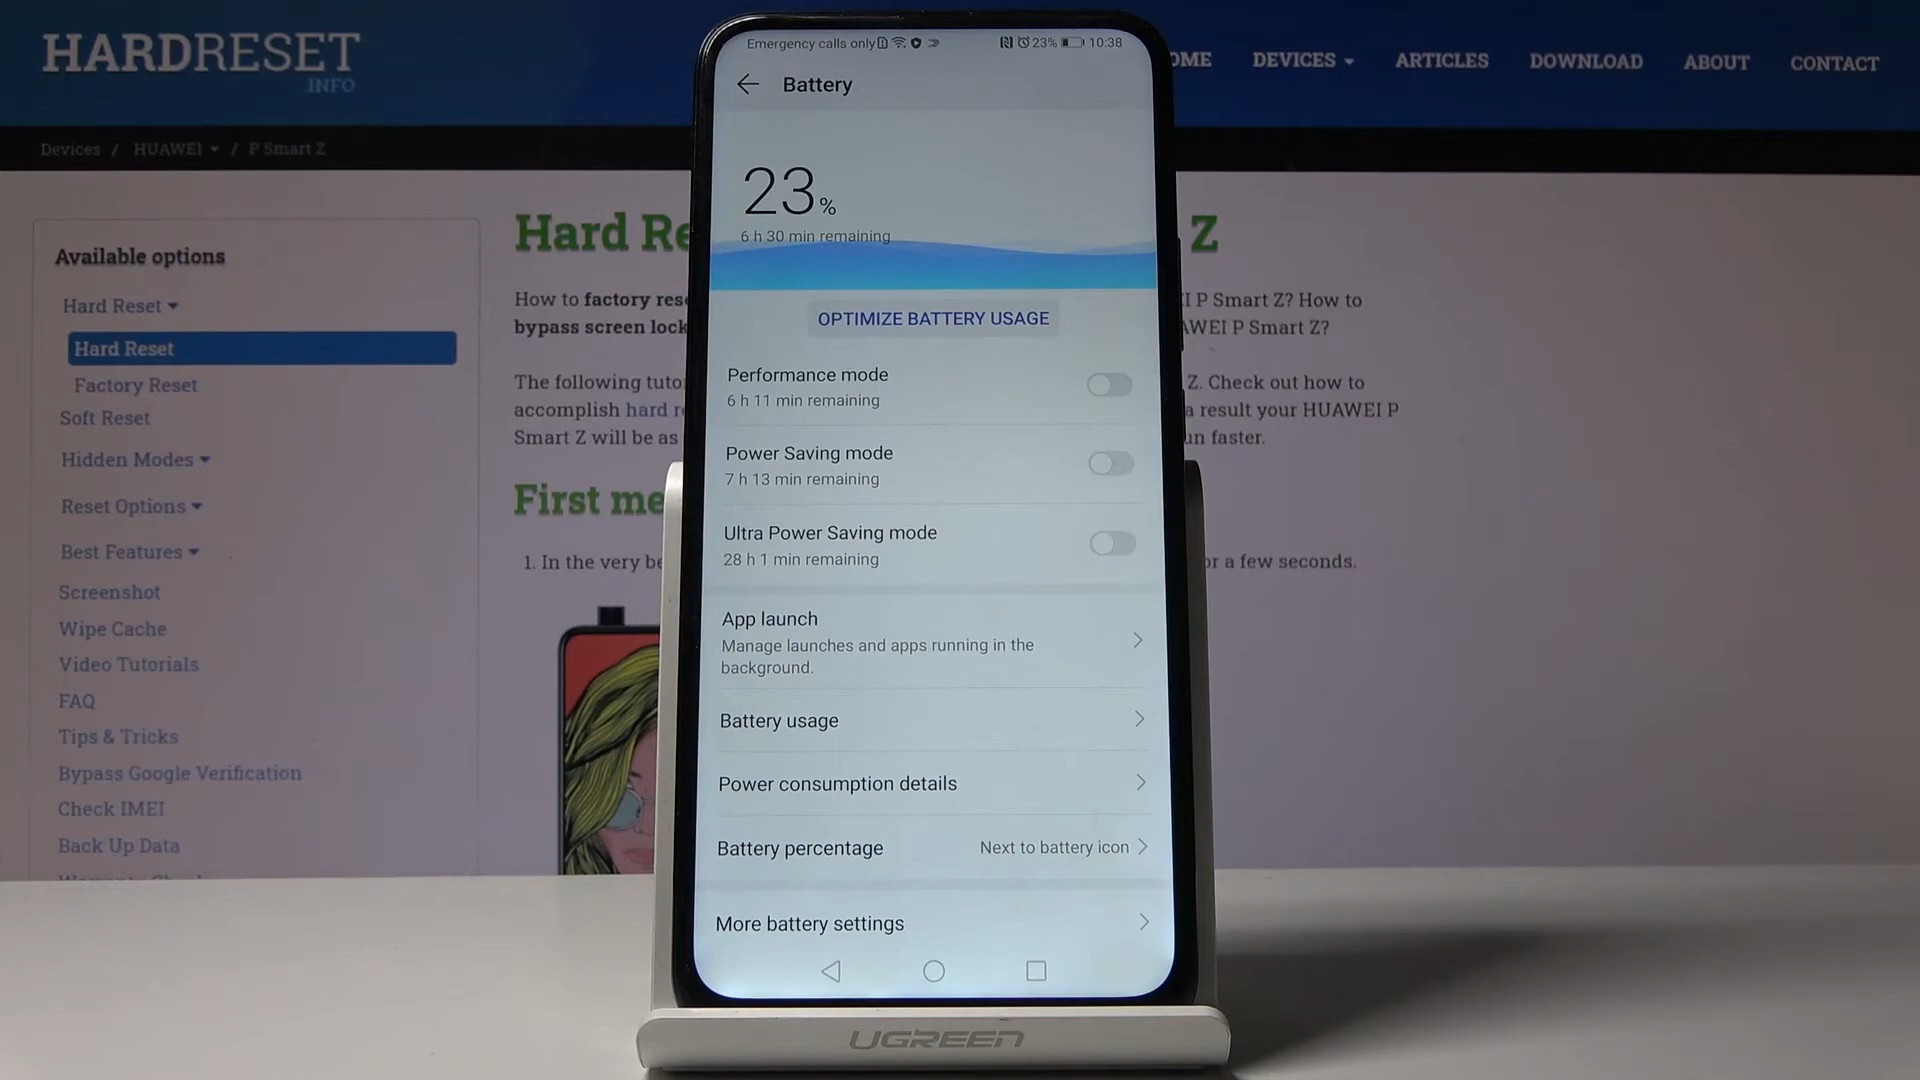 HARDRESET
.INFO
OME
DEVICES
ARTICLES
DOWNLOAD
ABOUT
CONTACT
Devices / HUAWEI / P Smart Z
Available options
Hard Reset
Hard Reset
Factory Reset
Soft Reset
Hidden Modes
Reset Options
Best Features
Screenshot
Wipe Cache
Video Tutorials
FAQ
Tips & Tricks
Bypass Google Verification
Check IMEI
Back Up Data
Hard Re Z
How to factory rese I P Smart Z? How to
bypass screen lock AWEI P Smart Z?
The following tuto Z. Check out how to
accomplish hard r a result your HUAWEI P
Smart Z will be as un faster.
First me
1. In the very be or a few seconds.
Emergency calls only 23% 10:38
Battery
23%
6 h 30 min remaining
OPTIMIZE BATTERY USAGE
Performance mode
6 h 11 min remaining
Power Saving mode
7 h 13 min remaining
Ultra Power Saving mode
28 h 1 min remaining
App launch
Manage launches and apps running in the
background.
Battery usage
Power consumption details
Battery percentage Next to battery icon
More battery settings
UGREEN